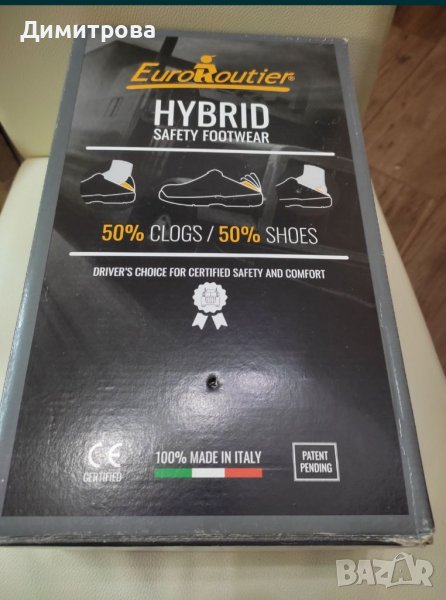 Димитрова
EuroRoutier®
HYBRID
SAFETY FOOTWEAR
50% CLOGS / 50% SHOES
DRIVER'S CHOICE FOR CERTIFIED SAFETY AND COMFORT
CE
CERTIFIED
100% MADE IN ITALY
PATENT
PENDING
BAZAR